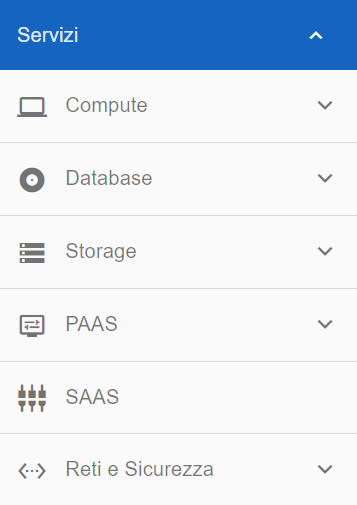 Servizi
Compute
Database
Storage
PAAS
SAAS
Reti e Sicurezza